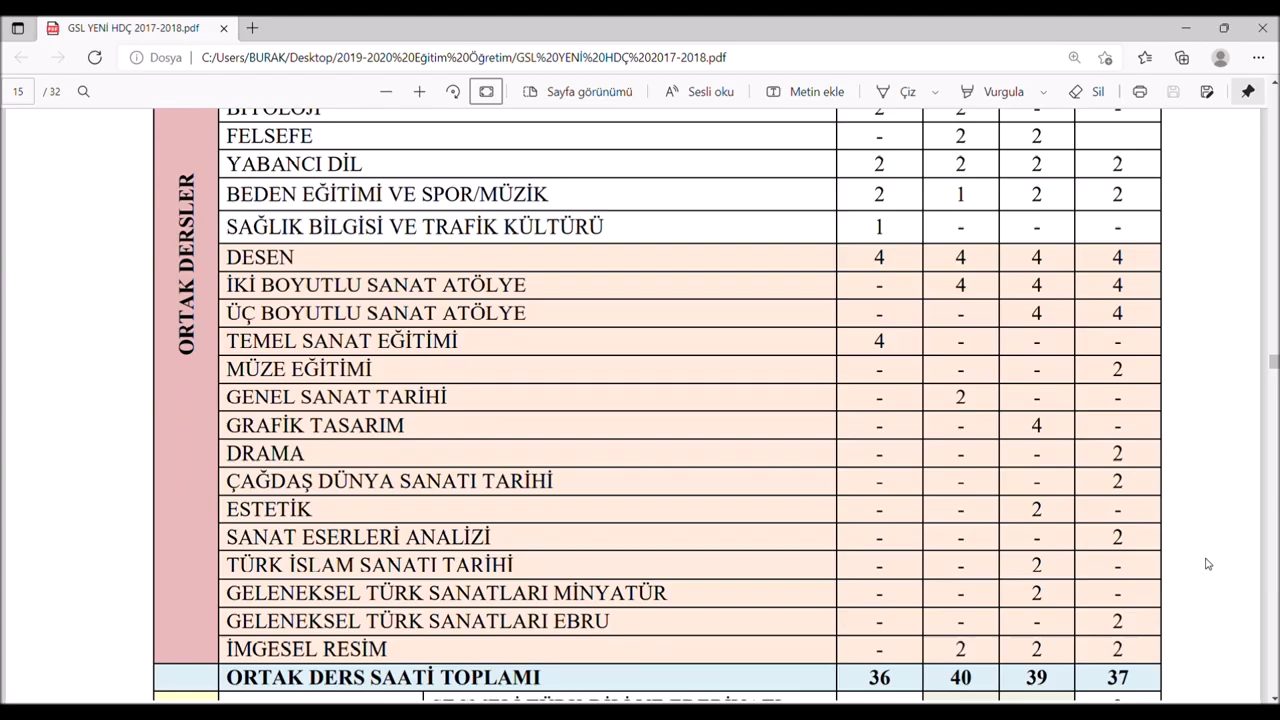 GSL YENİ HDÇ 2017-2018.pdf
Dosya C:/Users/BURAK/Desktop/2019-2020%20Eğitim%20Öğretim/GSL%20YENİ%20HDÇ%202017-2018.pdf
15 / 32 Sayfa görünümü Sesli oku Metin ekle Çiz Vurgula Sil
ORTAK DERSLER
BİYOLOJİ 2 2 - -
FELSEFE - 2 2
YABANCI DİL 2 2 2 2
BEDEN EĞİTİMİ VE SPOR/MÜZİK 2 1 2 2
SAĞLIK BİLGİSİ VE TRAFİK KÜLTÜRÜ 1 - - -
DESEN 4 4 4 4
İKİ BOYUTLU SANAT ATÖLYE - 4 4 4
ÜÇ BOYUTLU SANAT ATÖLYE - - 4 4
TEMEL SANAT EĞİTİMİ 4 - - -
MÜZE EĞİTİMİ - - - 2
GENEL SANAT TARİHİ - 2 - -
GRAFİK TASARIM - - 4 -
DRAMA - - - 2
ÇAĞDAŞ DÜNYA SANATI TARİHİ - - - 2
ESTETİK - - 2 -
SANAT ESERLERİ ANALİZİ - - - 2
TÜRK İSLAM SANATI TARİHİ - - 2 -
GELENEKSEL TÜRK SANATLARI MİNYATÜR - - 2 -
GELENEKSEL TÜRK SANATLARI EBRU - - - 2
İMGESEL RESİM - 2 2 2
ORTAK DERS SAATİ TOPLAMI 36 40 39 37